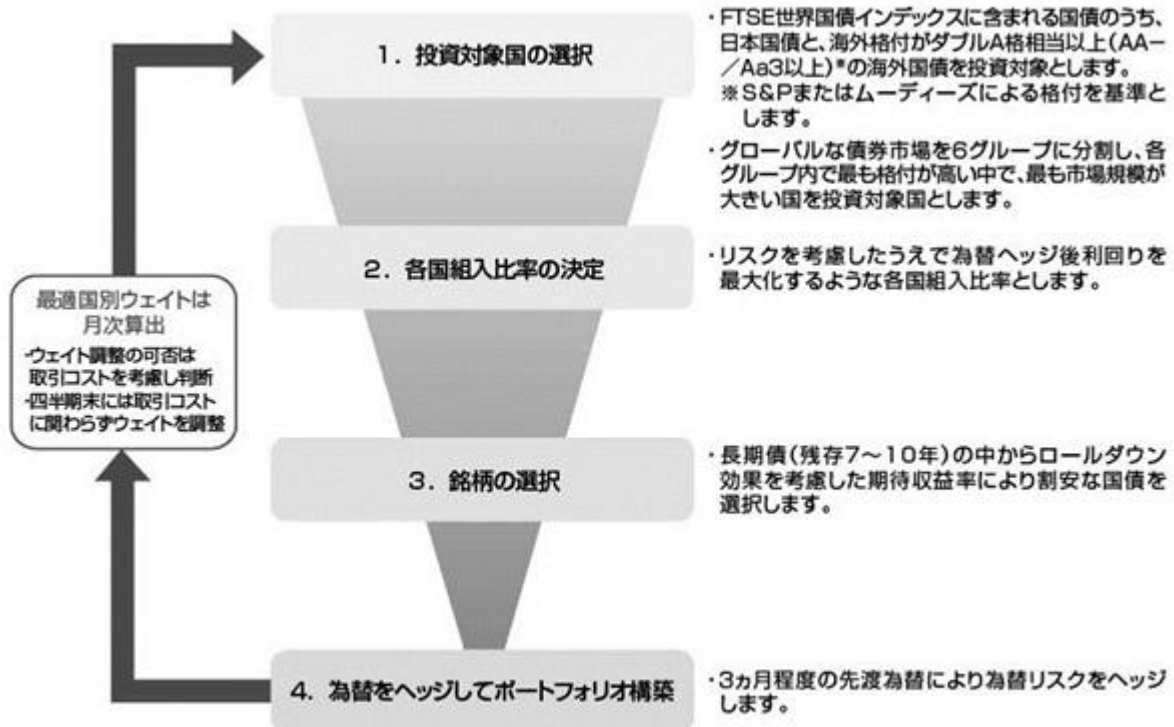 1. 投資対象国の選択
・FTSE世界国債インデックスに含まれる国債のうち、
日本国債と、海外格付がダブルA格相当以上(AA−
／Aa3以上)※の海外国債を投資対象とします。
※S&Pまたはムーディーズによる格付を基準と
します。
・グローバルな債券市場を6グループに分割し、各
グループ内で最も格付が高い中で、最も市場規模が
大きい国を投資対象国とします。
2. 各国組入比率の決定
・リスクを考慮したうえで為替ヘッジ後利回りを
最大化するような各国組入比率とします。
最適国別ウェイトは
月次算出
・ウェイト調整の可否は
取引コストを考慮し判断
・四半期末には取引コスト
に関わらずウェイトを調整
3. 銘柄の選択
・長期債(残存7〜10年)の中からロールダウン
効果を考慮した期待収益率により割安な国債を
選択します。
4. 為替をヘッジしてポートフォリオ構築
・3ヵ月程度の先渡為替により為替リスクをヘッジ
します。